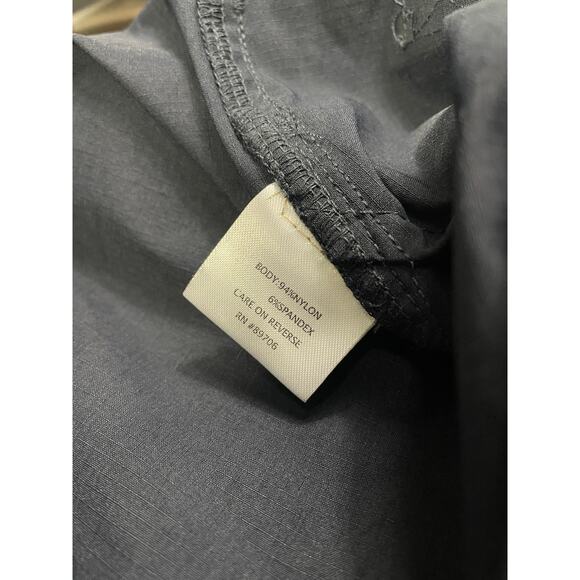 BODY:94%NYLON
6%SPANDEX
CARE ON REVERSE
RN #89706